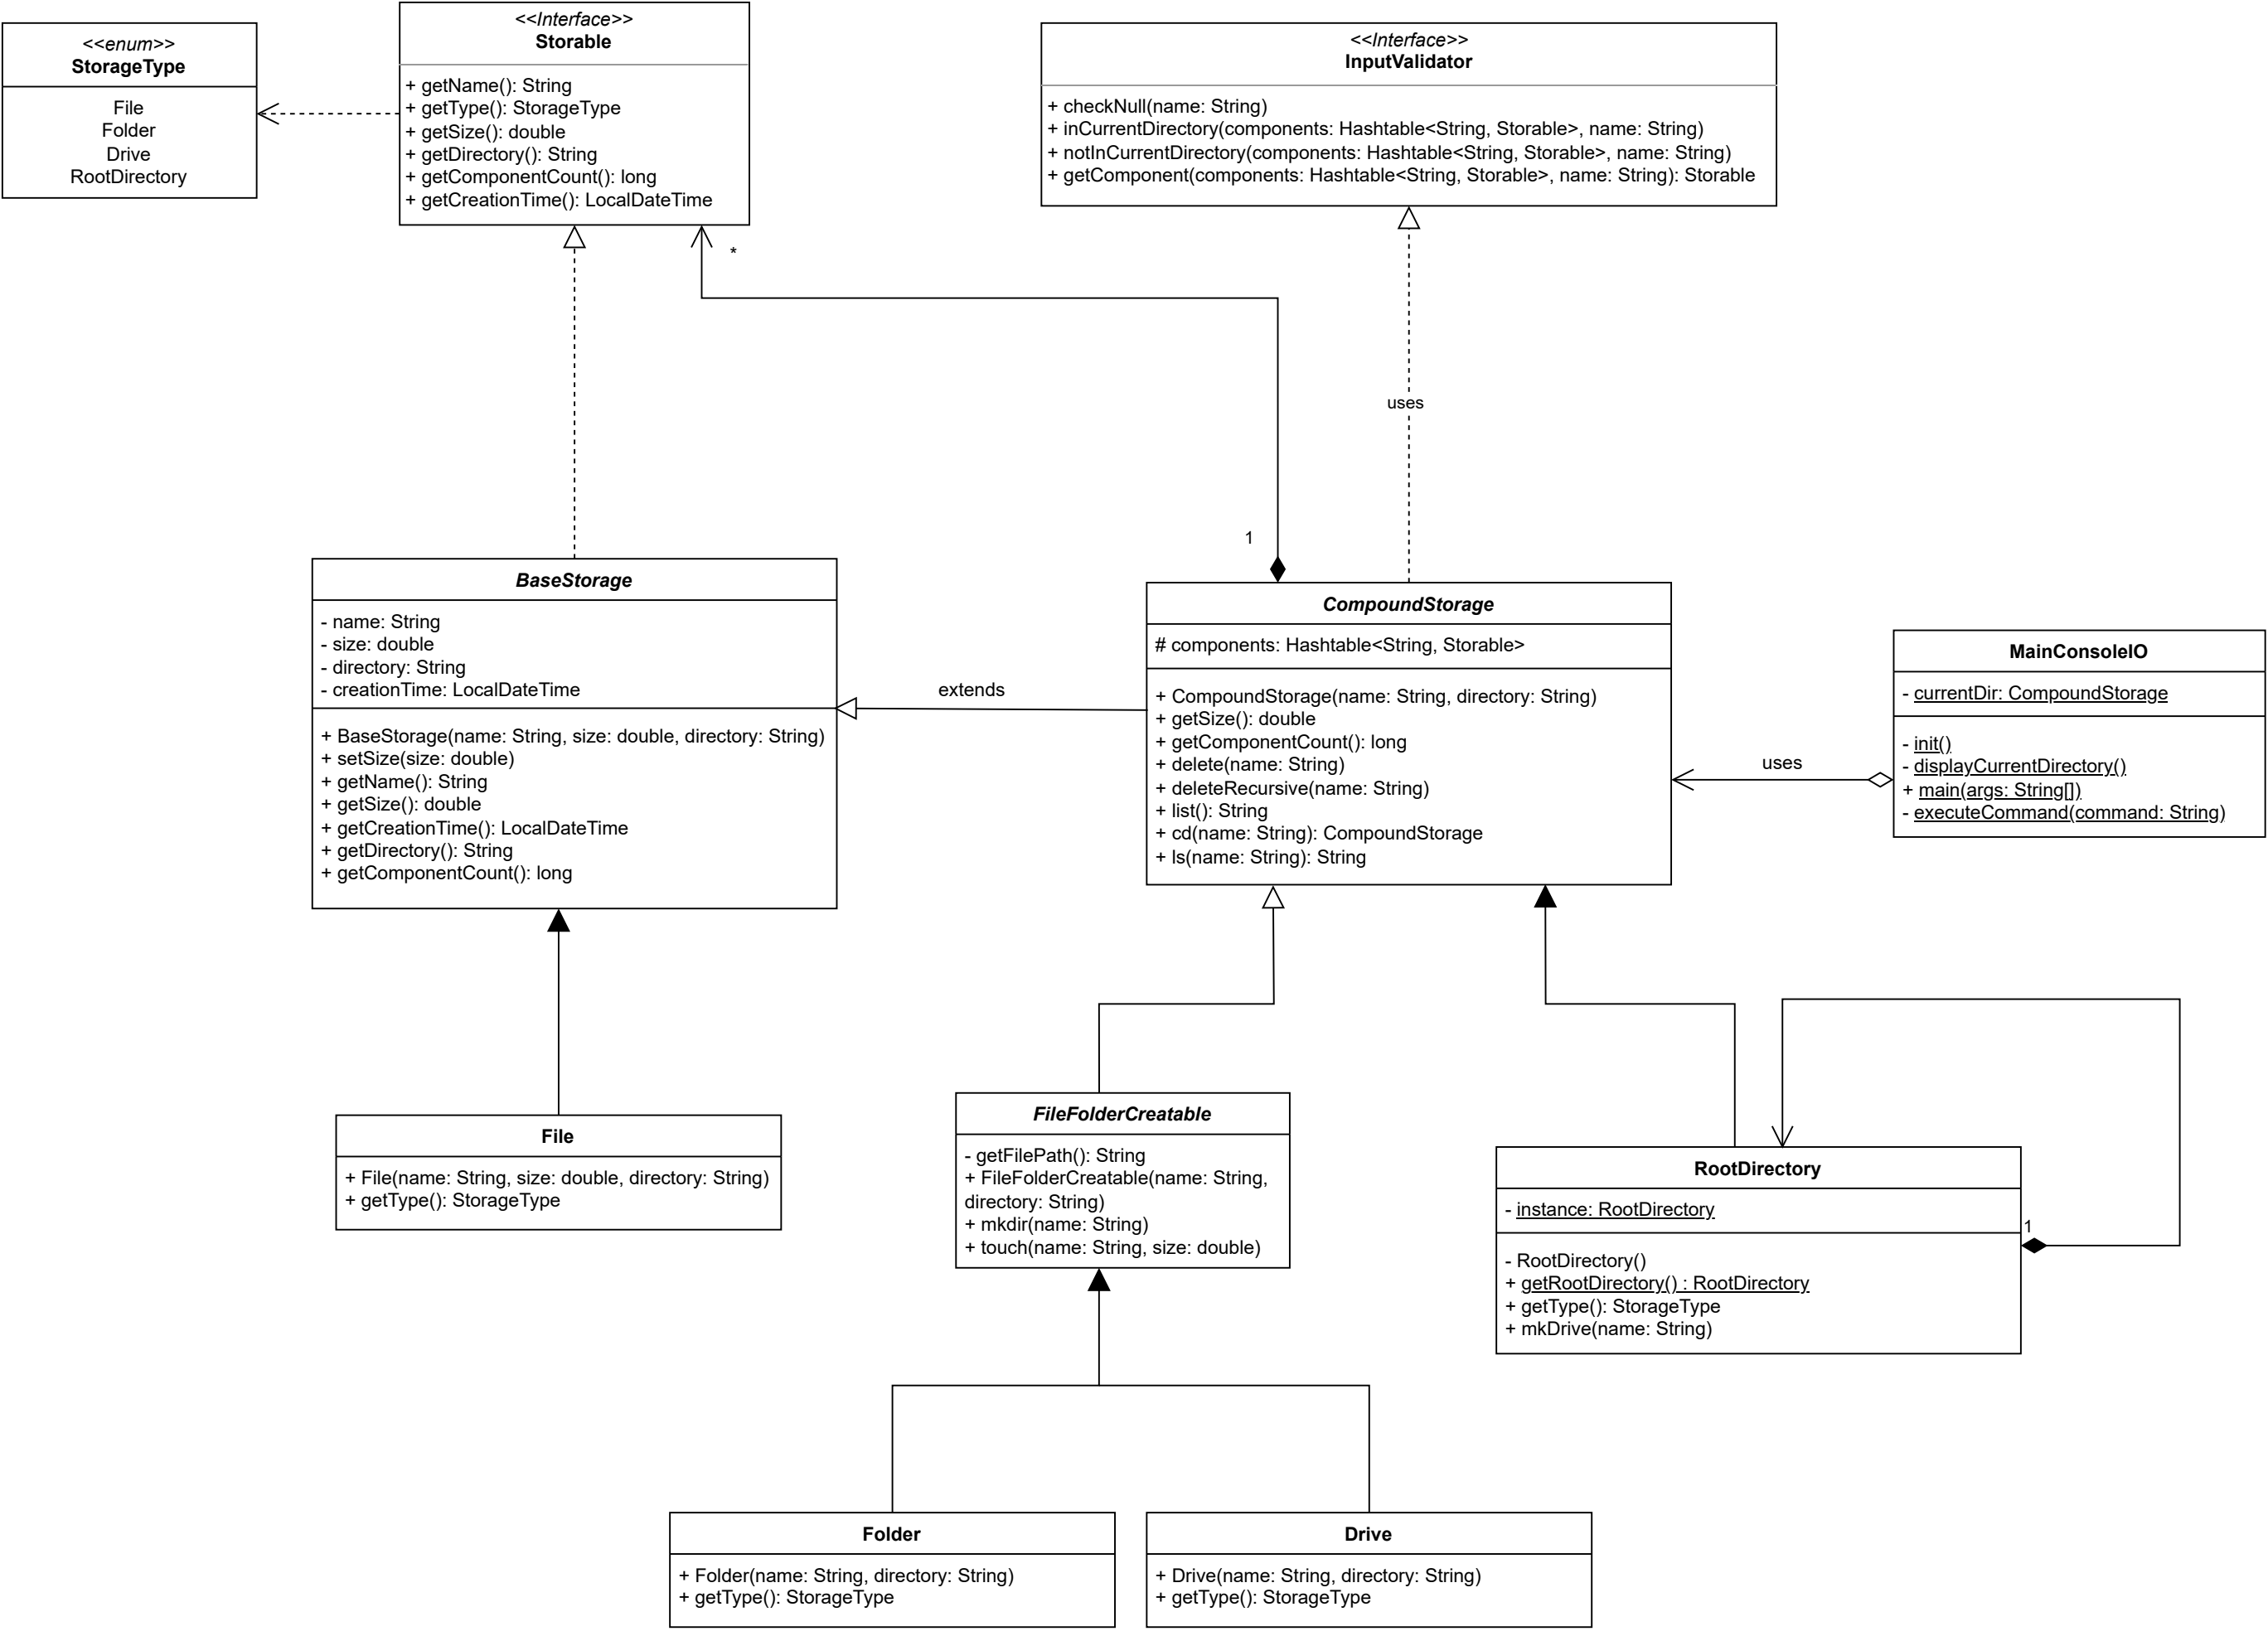 <<enum>>
StorageType
File
Folder
Drive
RootDirectory
<<Interface>>
Storable
+ getName(): String
+ getType(): StorageType
+ getSize(): double
+ getDirectory(): String
+ getComponentCount(): long
+ getCreationTime(): LocalDateTime
<<Interface>>
InputValidator
+ checkNull(name: String)
+ inCurrentDirectory(components: Hashtable<String, Storable>, name: String)
+ notInCurrentDirectory(components: Hashtable<String, Storable>, name: String)
+ getComponent(components: Hashtable<String, Storable>, name: String): Storable
*
uses
1
BaseStorage
- name: String
- size: double
- directory: String
- creationTime: LocalDateTime
+ BaseStorage(name: String, size: double, directory: String)
+ setSize(size: double)
+ getName(): String
+ getSize(): double
+ getCreationTime(): LocalDateTime
+ getDirectory(): String
+ getComponentCount(): long
extends
CompoundStorage
# components: Hashtable<String, Storable>
+ CompoundStorage(name: String, directory: String)
+ getSize(): double
+ getComponentCount(): long
+ delete(name: String)
+ deleteRecursive(name: String)
+ list(): String
+ cd(name: String): CompoundStorage
+ ls(name: String): String
uses
MainConsoleIO
- currentDir: CompoundStorage
- init()
- displayCurrentDirectory()
+ main(args: String[])
- executeCommand(command: String)
File
+ File(name: String, size: double, directory: String)
+ getType(): StorageType
FileFolderCreatable
- getFilePath(): String
+ FileFolderCreatable(name: String,
directory: String)
+ mkdir(name: String)
+ touch(name: String, size: double)
RootDirectory
- instance: RootDirectory
1
- RootDirectory()
+ getRootDirectory() : RootDirectory
+ getType(): StorageType
+ mkDrive(name: String)
Folder
+ Folder(name: String, directory: String)
+ getType(): StorageType
Drive
+ Drive(name: String, directory: String)
+ getType(): StorageType